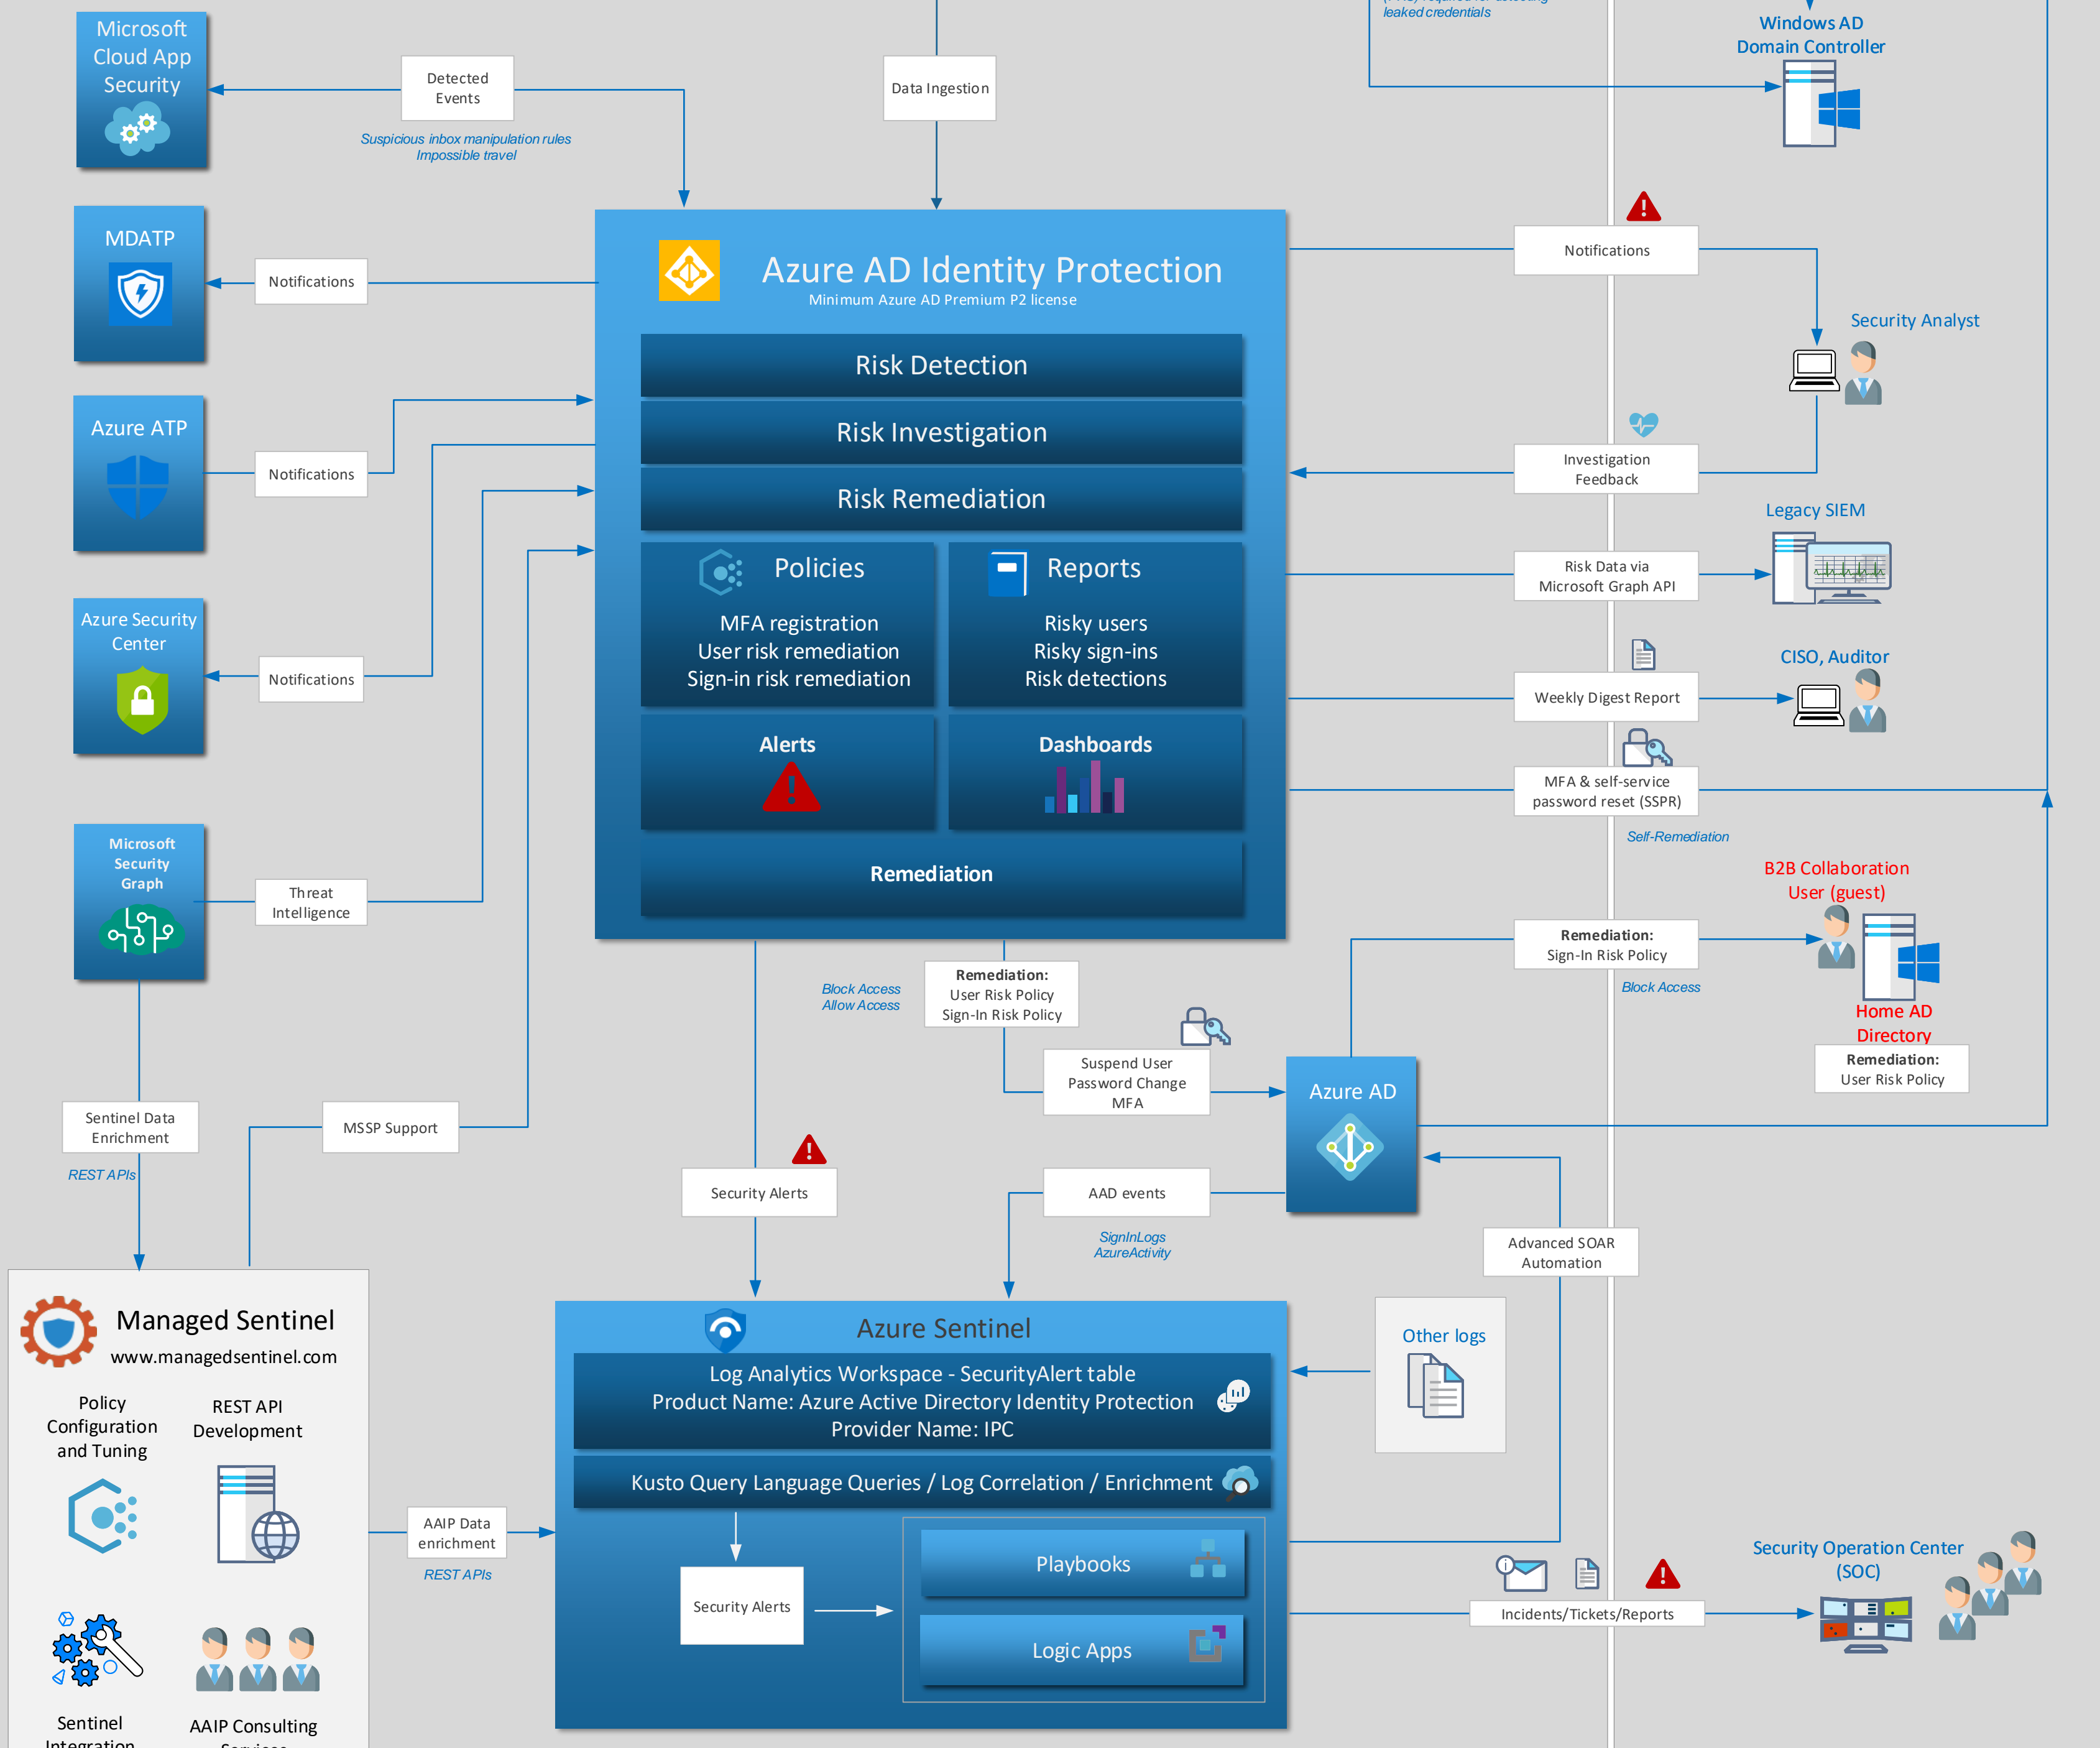 leaked credentials
Microsoft
Cloud App
Security
Detected
Events
Suspicious inbox manipulation rules
Impossible travel
Data Ingestion
Windows AD
Domain Controller
MDATP
Notifications
Azure ATP
Notifications
Azure Security
Center
Notifications
Microsoft
Security
Graph
Threat
Intelligence
Azure AD Identity Protection
Minimum Azure AD Premium P2 license
Risk Detection
Risk Investigation
Risk Remediation
Policies
MFA registration
User risk remediation
Sign-in risk remediation
Reports
Risky users
Risky sign-ins
Risk detections
Alerts
Dashboards
Remediation
Notifications
Security Analyst
Investigation
Feedback
Legacy SIEM
Risk Data via
Microsoft Graph API
CISO, Auditor
Weekly Digest Report
MFA & self-service
password reset (SSPR)
Self-Remediation
B2B Collaboration
User (guest)
Remediation:
Sign-In Risk Policy
Block Access
Home AD
Directory
Remediation:
User Risk Policy
Block Access
Allow Access
Remediation:
User Risk Policy
Sign-In Risk Policy
Suspend User
Password Change
MFA
Azure AD
Sentinel Data
Enrichment
REST APIs
MSSP Support
Security Alerts
AAD events
SignInLogs
AzureActivity
Advanced SOAR
Automation
Managed Sentinel
www.managedsentinel.com
Policy
Configuration
and Tuning
REST API
Development
Sentinel
Integration
AAIP Consulting
Services
AAIP Data
enrichment
REST APIs
Azure Sentinel
Log Analytics Workspace - SecurityAlert table
Product Name: Azure Active Directory Identity Protection
Provider Name: IPC
Kusto Query Language Queries / Log Correlation / Enrichment
Security Alerts
Playbooks
Logic Apps
Other logs
Incidents/Tickets/Reports
Security Operation Center
(SOC)